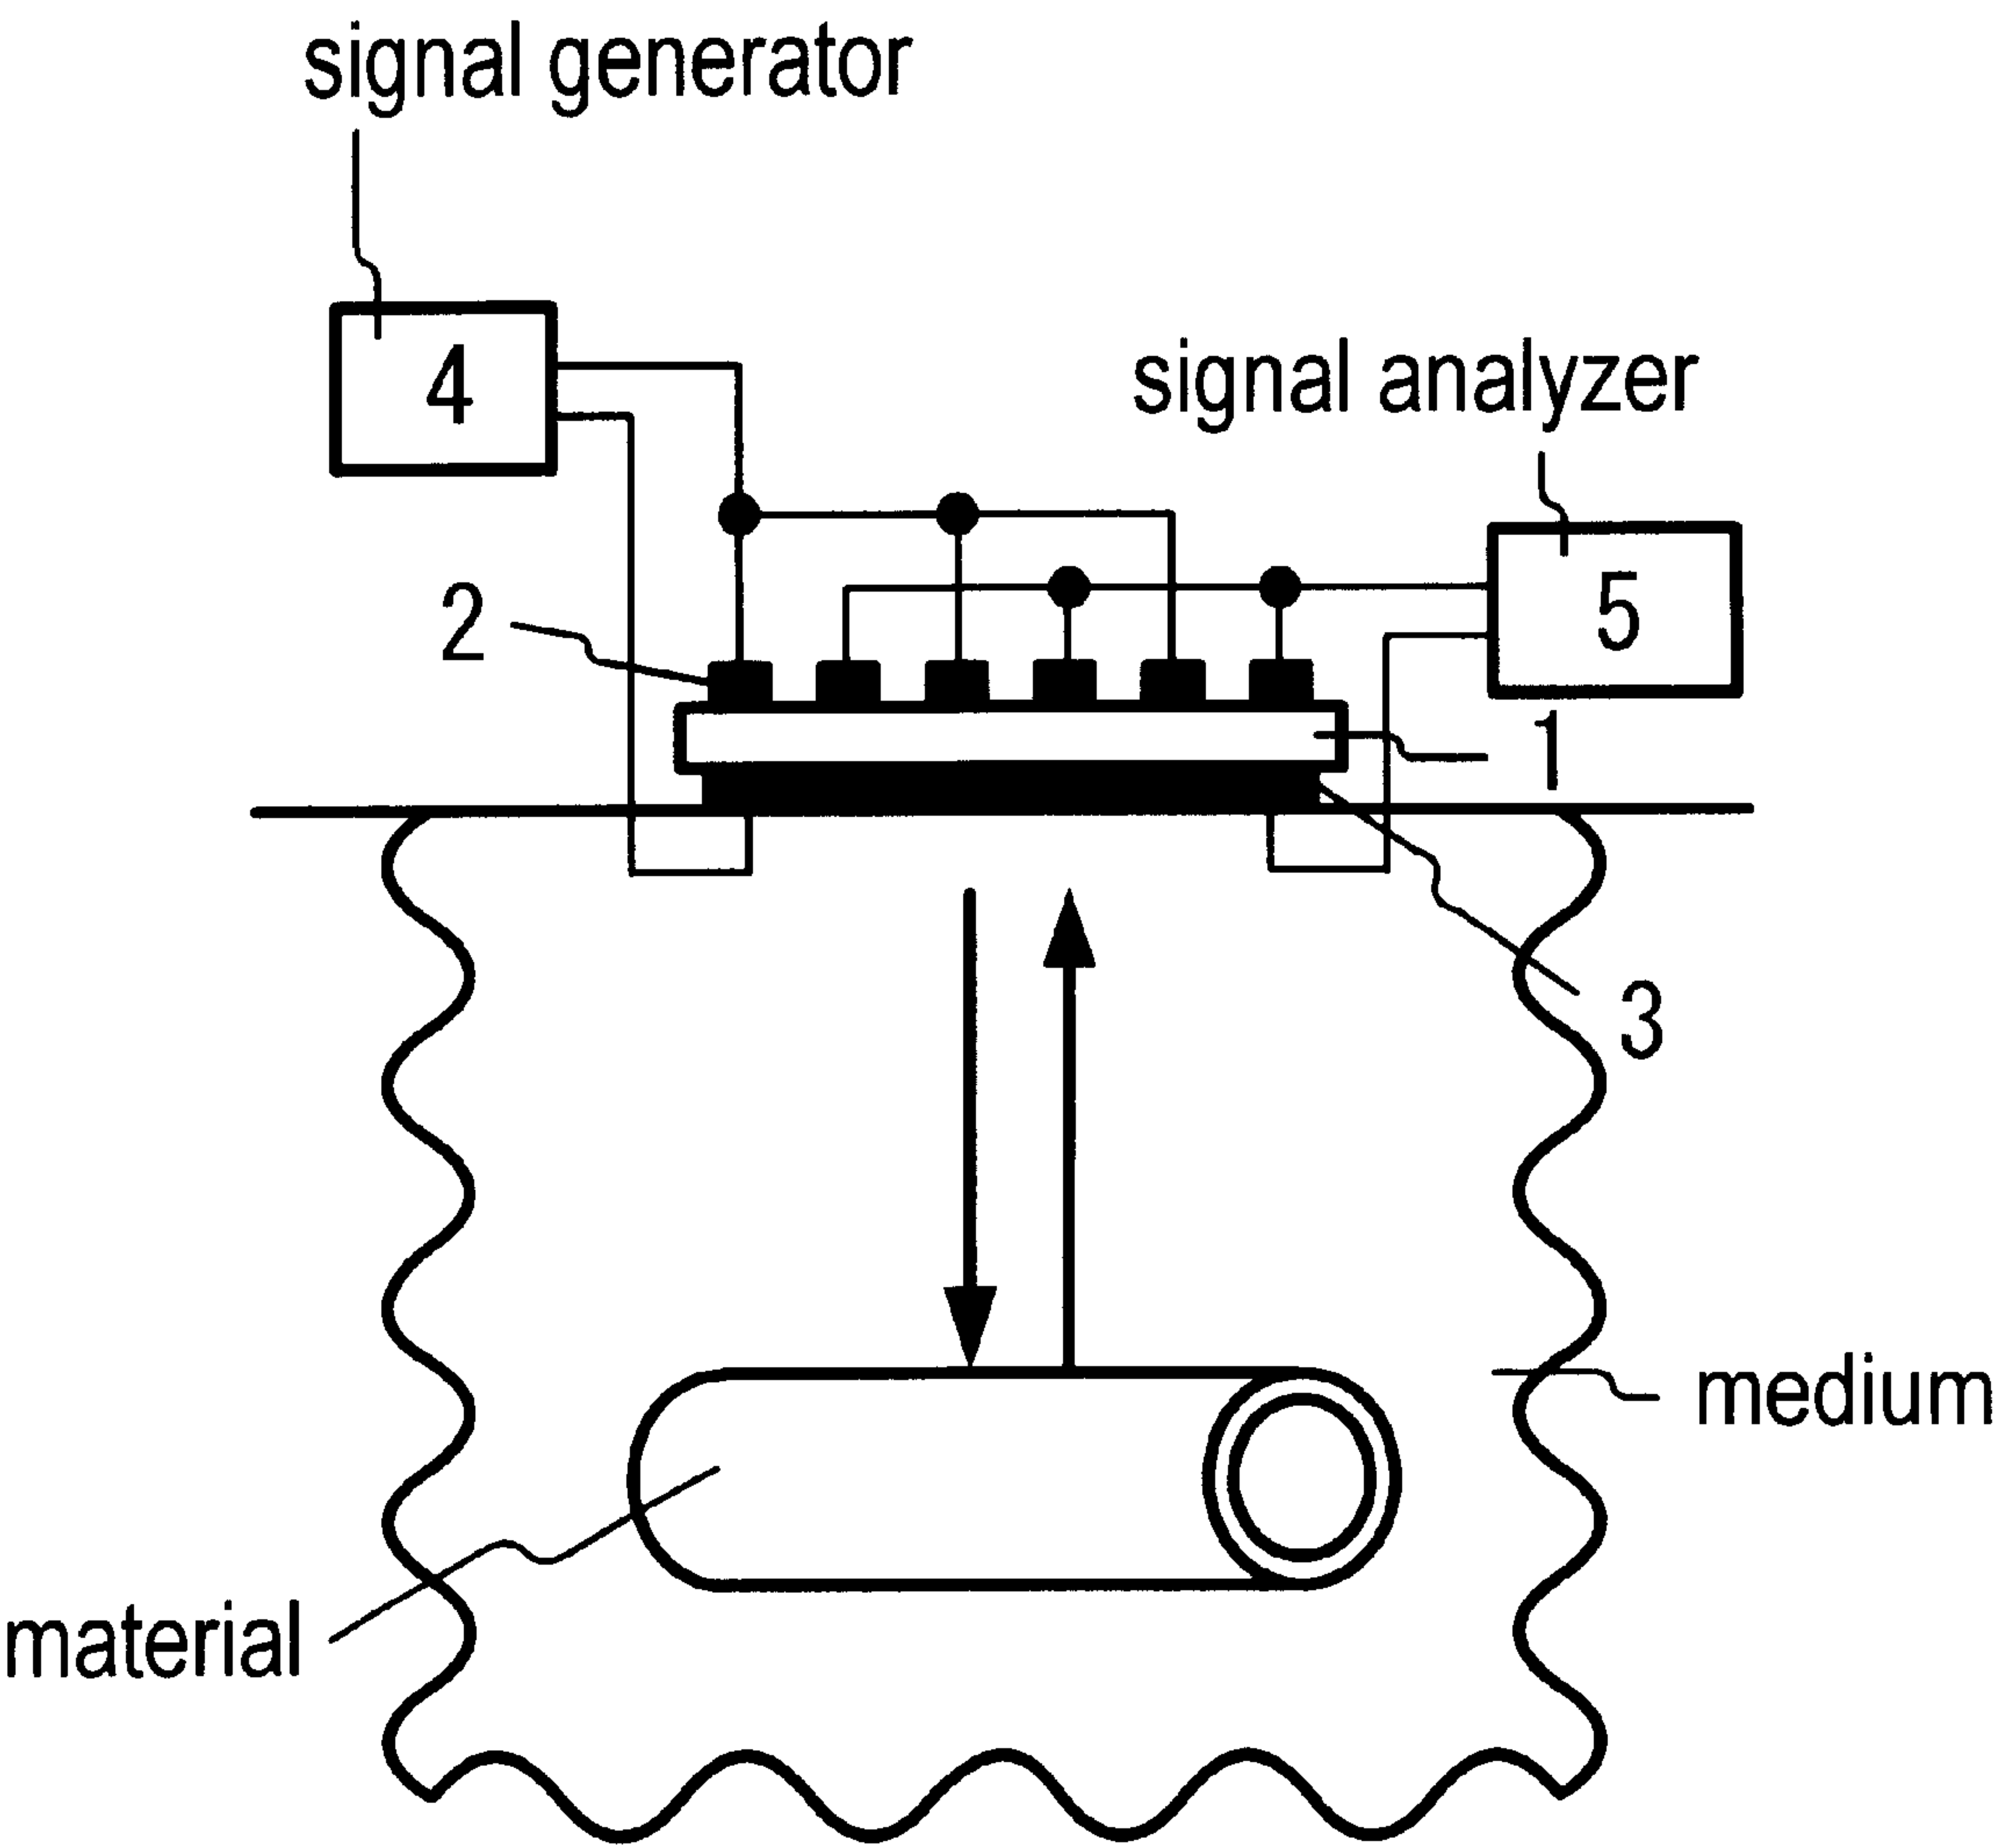 signal generator
4
signal analyzer
5
2
1
3
medium
material